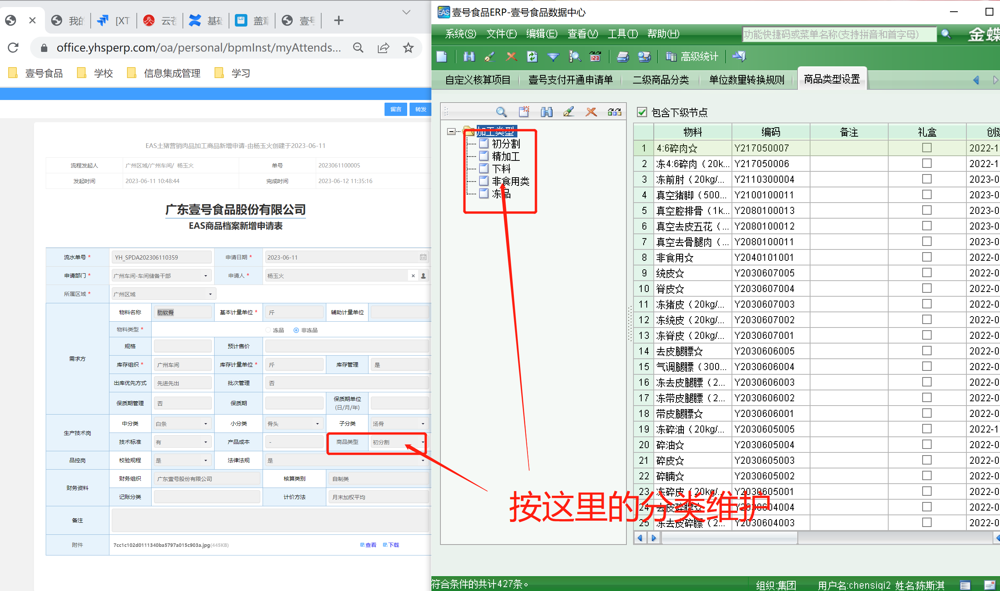 我的
[XT
云苍
基础
盖章
壹号
office.yhsperp.com/oa/personal/bpmInst/myAttends...
壹号食品
学校
信息集成管理
学习
留言
转发
EAS土猪营销肉品加工商品新增申请-由杨玉火创建于2023-06-11
流程发起人 广州区域/广州车间/ 杨玉火 单号 2023061100005
发起时间 2023-06-11 10:48:44 完成时间 2023-06-12 11:35:16
广东壹号食品股份有限公司
EAS商品档案新增申请表
流水单号 * YH_SPDA202306110359 申请日期 * 2023-06-11
申请部门 * 广州车间-车间储备干部 申请人 * 杨玉火
所属区域 * 广州区域
需求方
物料名称 肋软骨 基本计量单位 * 斤 辅助计量单位
物料类型 * 冻品 非冻品
规格 预计售价
库存组织 * 广州车间 库存计量单位 * 斤 库存管理 是
出库优先方式 先进先出 批次管理 否
保质期管理 否 保质期 保质期单位
(日/月/年)
生产技术岗
中分类 白条 小分类 骨头 子分类 汤骨
技术标准 有 产品成本 - 商品类型 初分割
品控岗 校验规程 是 法律法规 是
财务资料
财务组织 广东壹号股份有限公司 核算类别 自制类
记账分类 计价方法 月末加权平均
备注
附件 7cc1c102d0111340ba5797a015c903a.jpg(445KB) 查看 下载
EAS 壹号食品ERP-壹号食品数据中心
系统(S) 文件(F) 编辑(E) 查看(V) 工具(T) 帮助(H)
功能快捷码或菜单名称(支持拼音和首字母)
金蝶
123
高级统计
自定义核算项目 壹号支付开通申请单 二级商品分类 单位数量转换规则 商品类型设置
包含下级节点
加工类型
初分割
精加工
下料
非食用类
冻品
物料 编码 备注 礼盒 创建
1 4:6碎肉☆ Y217050007 2022-1
2 冻4:6碎肉（20k... Y217050006 2022-1
3 冻前肘（20kg/... Y2110300004 2023-0
4 真空猪脚（500... Y2100100011 2023-0
5 真空腔排骨（1k... Y2080100013 2023-0
6 真空去皮五花（... Y2080100012 2023-0
7 真空去骨腿肉（... Y2080100011 2023-0
8 非食用☆ Y2040101001 2022-0
9 统皮☆ Y2030607005 2022-0
10 脊皮☆ Y2030607004 2022-0
11 冻猪皮（20kg/... Y2030607003 2022-0
12 冻统皮（20kg/... Y2030607002 2022-0
13 冻脊皮（20kg/... Y2030607001 2022-0
14 去皮腿膘☆ Y2030606005 2022-0
15 气调腿膘（300... Y2030606004 2022-0
16 冻去皮腿膘（2... Y2030606003 2022-0
17 冻带皮腿膘（2... Y2030606002 2022-0
18 带皮腿膘☆ Y2030606001 2022-0
19 冻碎油（20kg/... Y2030605005 2022-1
20 碎油☆ Y2030605004 2022-0
21 碎皮☆ Y2030605003 2022-0
22 碎腩☆ Y2030605002 2022-0
23 冻碎皮（20kg/... Y2030605001 2022-0
24 去皮碎膘☆ Y2030604004 2022-0
25 冻去皮碎膘（2... Y2030604003 2022-0
按这里的分类维护
符合条件的共计427条。
组织:集团 用户名:chensiqi2 姓名:陈斯淇